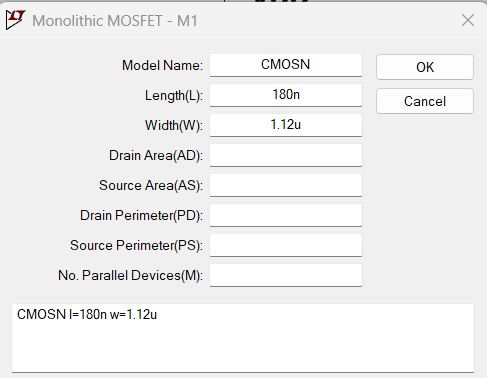 Monolithic MOSFET - M1
Model Name: CMOSN OK
Length(L): 180n Cancel
Width(W): 1.12u
Drain Area(AD):
Source Area(AS):
Drain Perimeter(PD):
Source Perimeter(PS):
No. Parallel Devices(M):
CMOSN l=180n w=1.12u